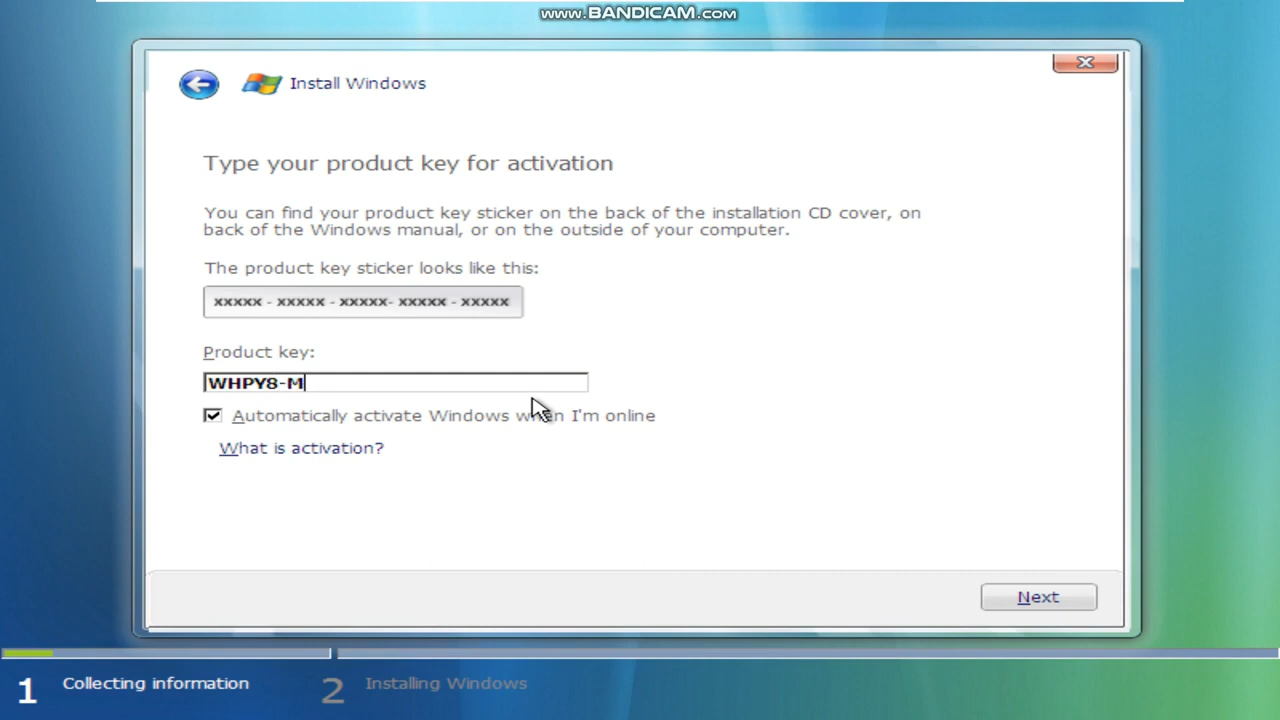 www.BANDICAM.com
Install Windows
Type your product key for activation
You can find your product key sticker on the back of the installation CD cover, on
back of the Windows manual, or on the outside of your computer.
The product key sticker looks like this:
xxxxx - xxxxx - xxxxx- xxxxx - xxxxx
Product key:
WHPY8-M
Automatically activate Windows when I'm online
What is activation?
Next
1 Collecting information 2 Installing Windows